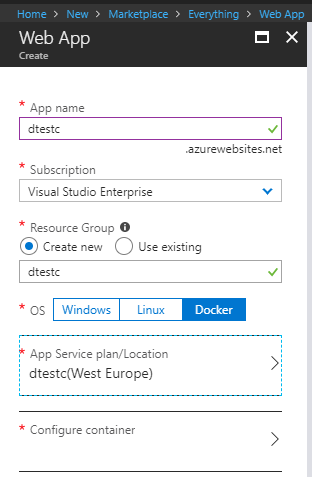 Home > New > Marketplace > Everything > Web App
Web App
Create
* App name
dtestc
.azurewebsites.net
* Subscription
Visual Studio Enterprise
* Resource Group
Create new Use existing
dtestc
* OS Windows Linux Docker
* App Service plan/Location
dtestc(West Europe)
* Configure container